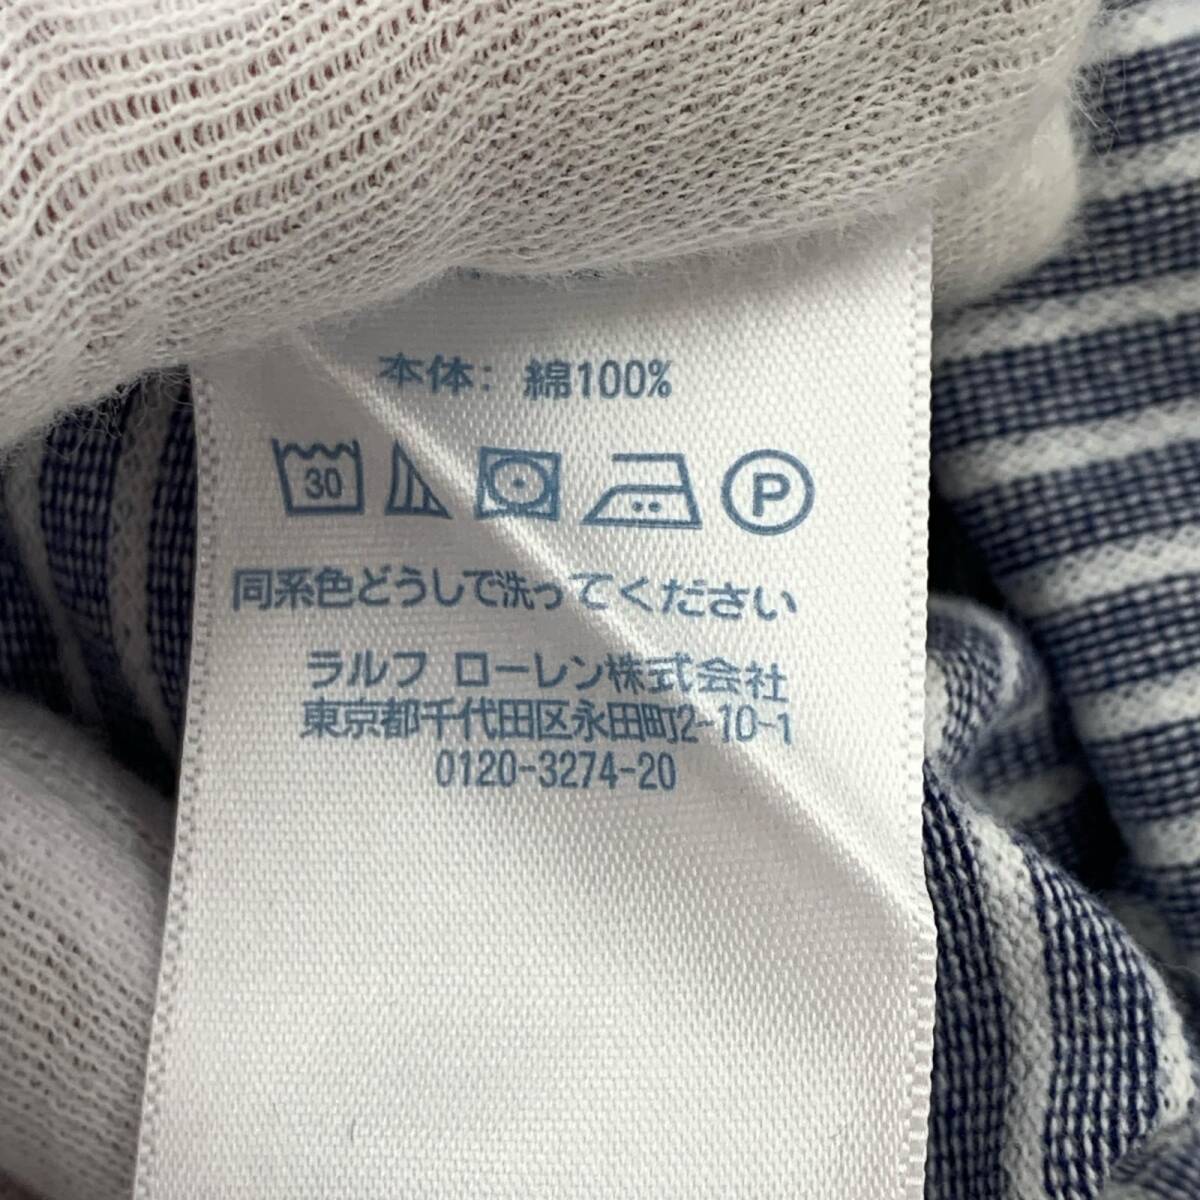 本体：綿100%
30 P
同系色どうしで洗ってください
ラルフ ローレン株式会社
東京都千代田区永田町2-10-1
0120-3274-20